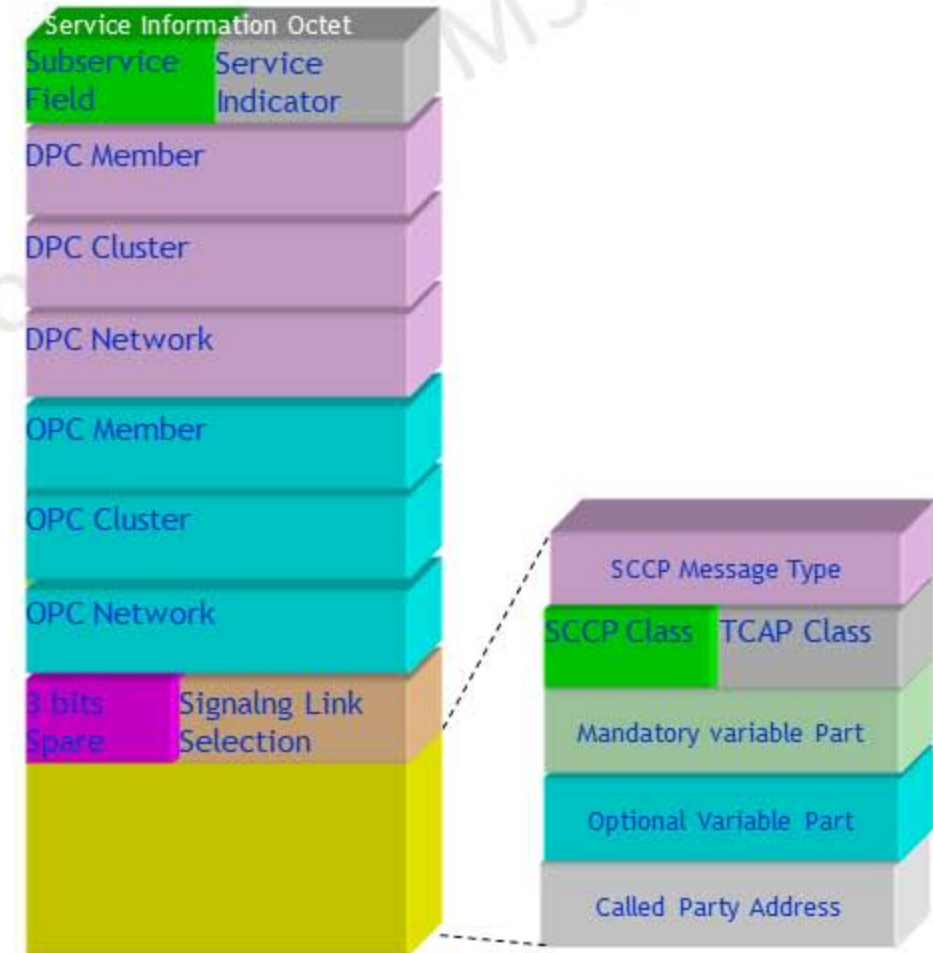 Service Information Octet
Subservice Service
Field Indicator
DPC Member
DPC Cluster
DPC Network
OPC Member
OPC Cluster
OPC Network
3 bits Signalng Link
Spare Selection
SCCP Message Type
SCCP Class TCAP Class
Mandatory variable Part
Optional Variable Part
Called Party Address